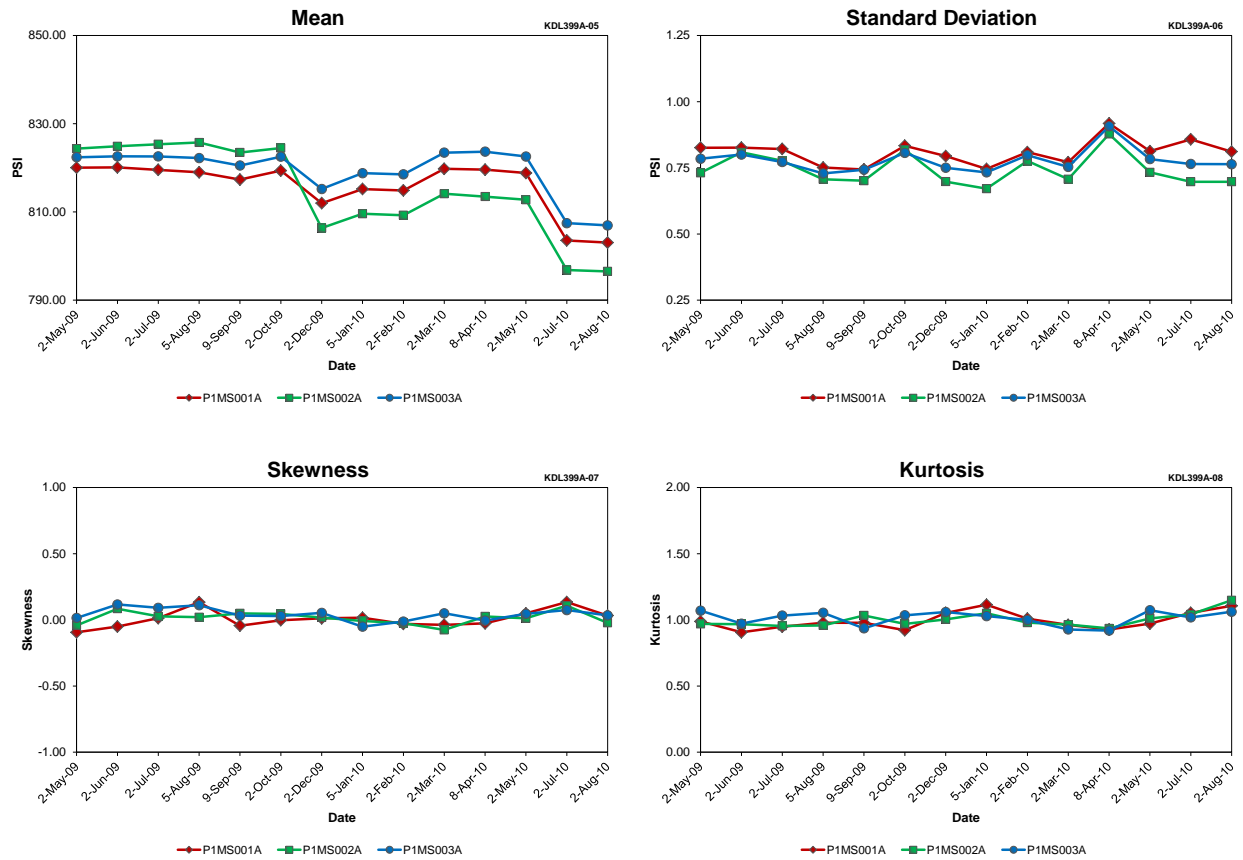 Mean
KDL399A-05
850.00
830.00
810.00
790.00
PSI
2-May-09
2-Jun-09
2-Jul-09
5-Aug-09
9-Sep-09
2-Oct-09
2-Dec-09
5-Jan-10
2-Feb-10
2-Mar-10
8-Apr-10
2-May-10
2-Jul-10
2-Aug-10
Date
P1MS001A P1MS002A P1MS003A
Standard Deviation
KDL399A-06
1.25
1.00
0.75
0.50
0.25
PSI
2-May-09
2-Jun-09
2-Jul-09
5-Aug-09
9-Sep-09
2-Oct-09
2-Dec-09
5-Jan-10
2-Feb-10
2-Mar-10
8-Apr-10
2-May-10
2-Jul-10
2-Aug-10
Date
P1MS001A P1MS002A P1MS003A
Skewness
KDL399A-07
1.00
0.50
0.00
-0.50
-1.00
Skewness
2-May-09
2-Jun-09
2-Jul-09
5-Aug-09
9-Sep-09
2-Oct-09
2-Dec-09
5-Jan-10
2-Feb-10
2-Mar-10
8-Apr-10
2-May-10
2-Jul-10
2-Aug-10
Date
P1MS001A P1MS002A P1MS003A
Kurtosis
KDL399A-08
2.00
1.50
1.00
0.50
0.00
Kurtosis
2-May-09
2-Jun-09
2-Jul-09
5-Aug-09
9-Sep-09
2-Oct-09
2-Dec-09
5-Jan-10
2-Feb-10
2-Mar-10
8-Apr-10
2-May-10
2-Jul-10
2-Aug-10
Date
P1MS001A P1MS002A P1MS003A